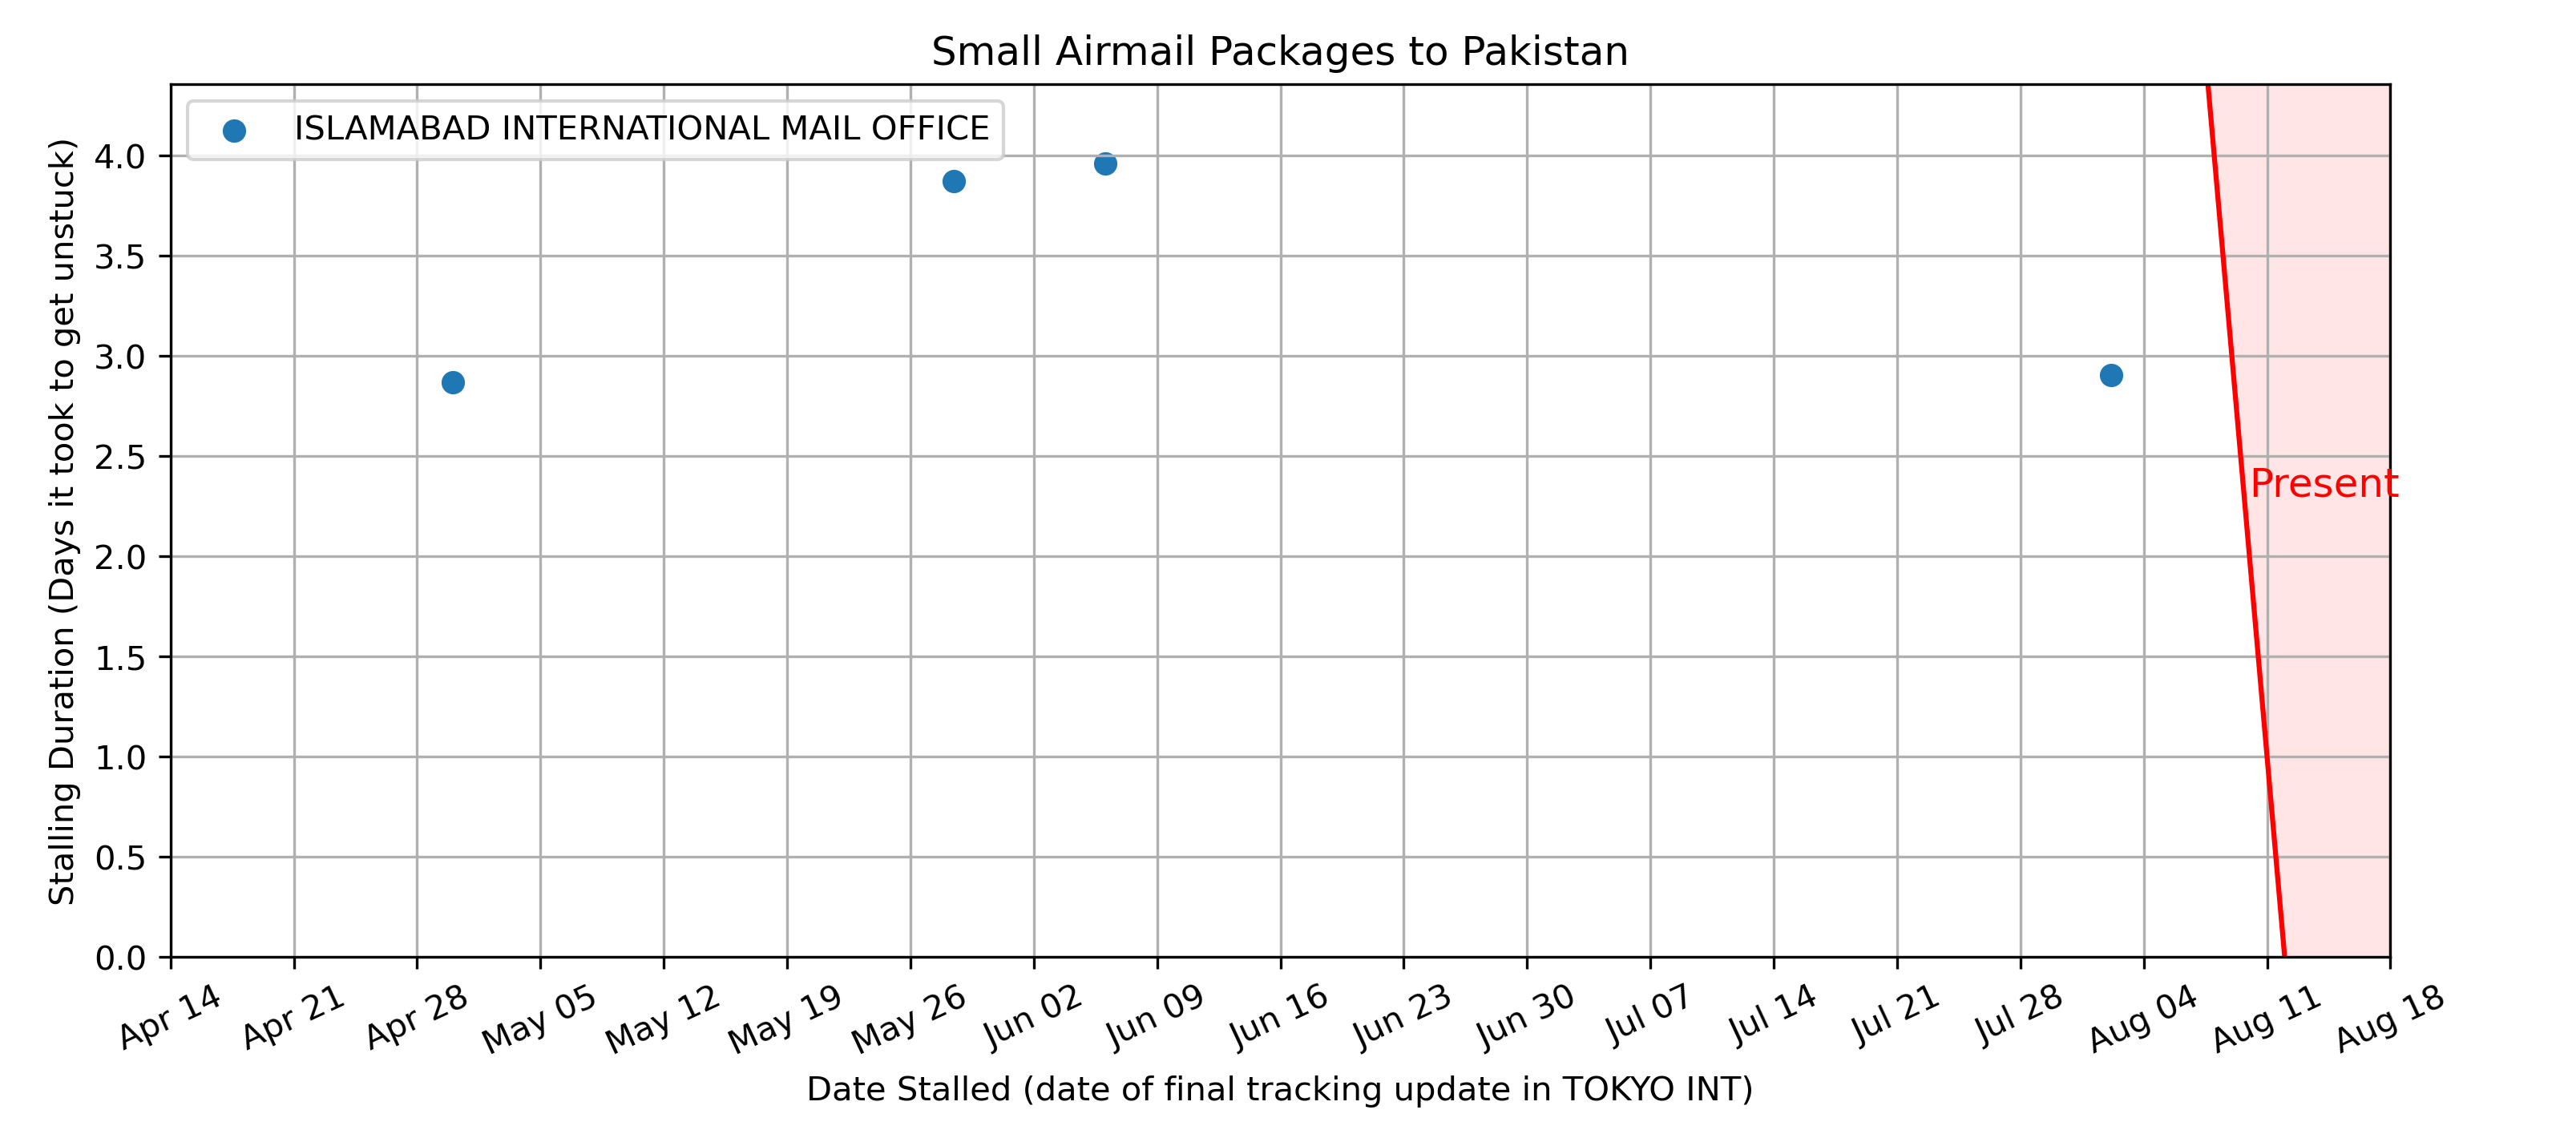 Small Airmail Packages to Pakistan
ISLAMABAD INTERNATIONAL MAIL OFFICE
Stalling Duration (Days it took to get unstuck)
4.0
3.5
3.0
2.5
2.0
1.5
1.0
0.5
0.0
Present
Apr 14 Apr 21 Apr 28 May 05 May 12 May 19 May 26 Jun 02 Jun 09 Jun 16 Jun 23 Jun 30 Jul 07 Jul 14 Jul 21 Jul 28 Aug 04 Aug 11 Aug 18
Date Stalled (date of final tracking update in TOKYO INT)